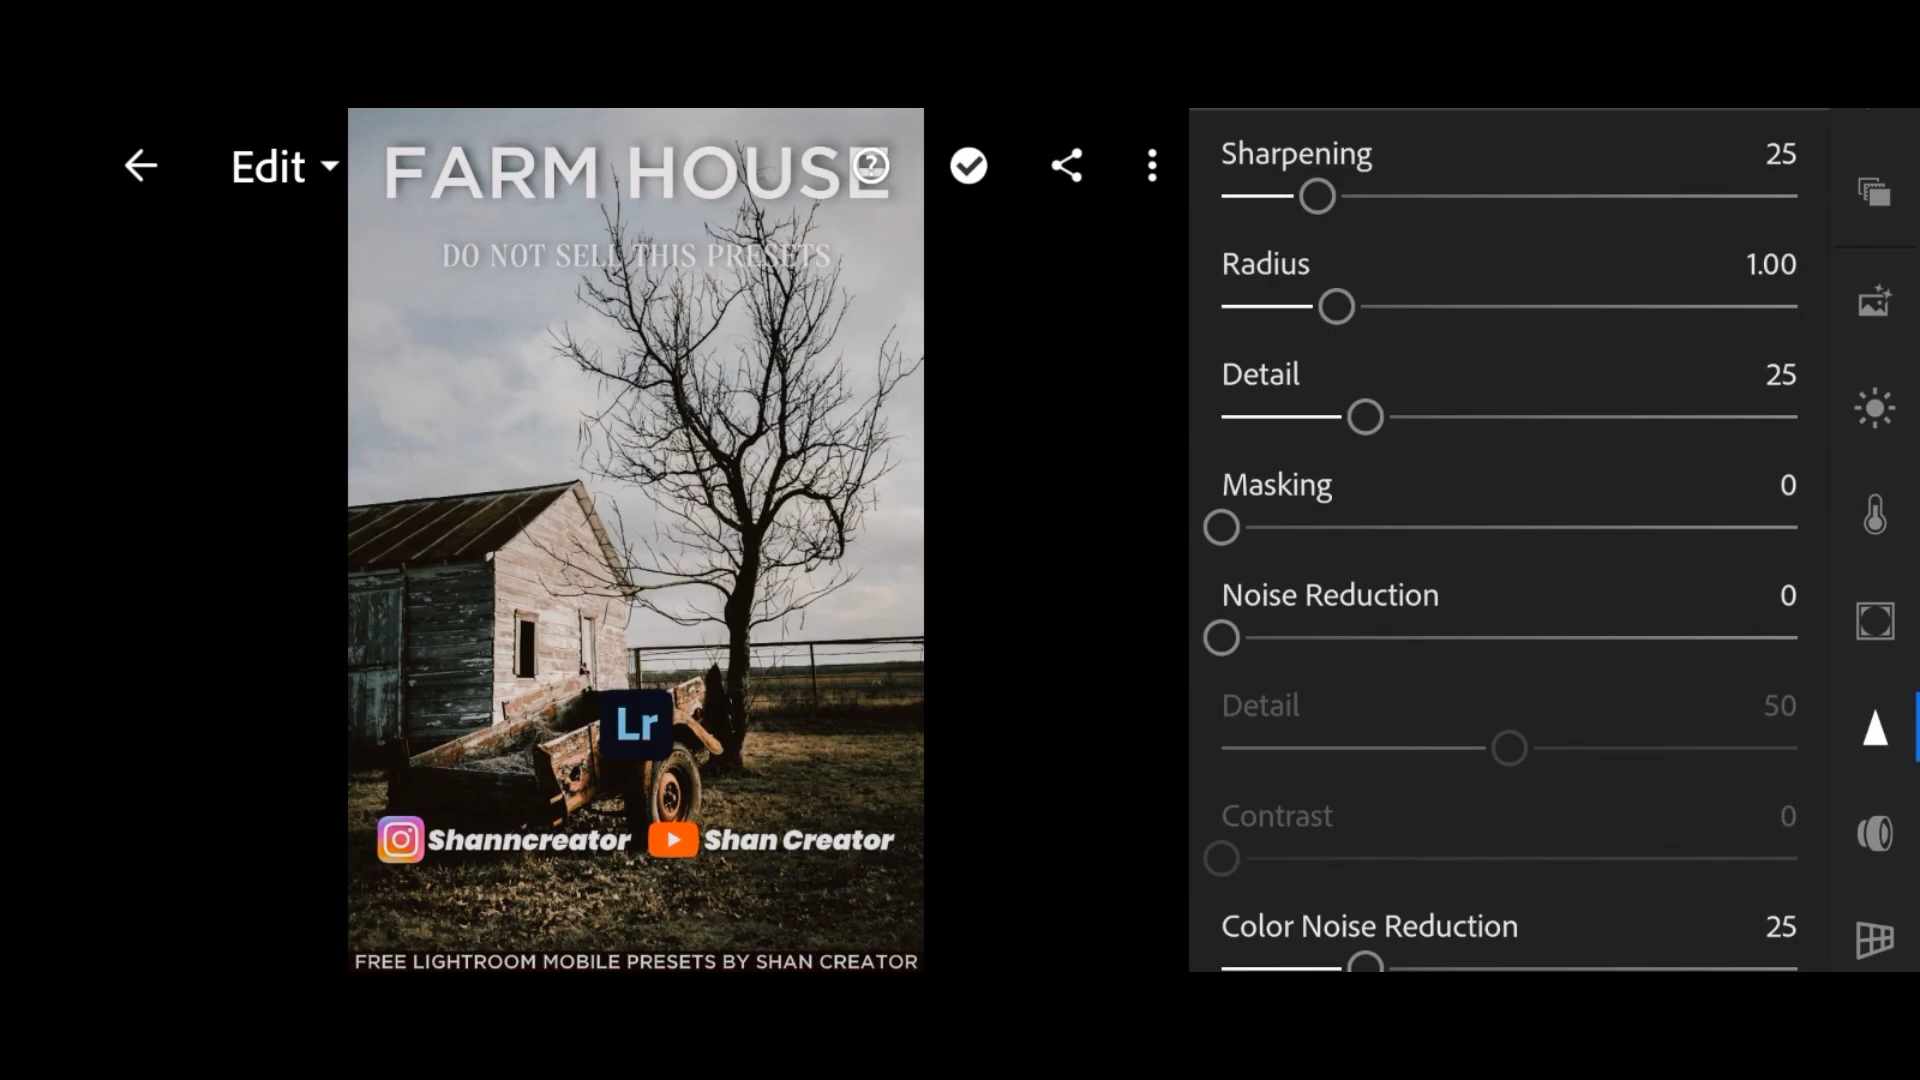 Edit
FARM HOUSE
DO NOT SELL THIS PRESETS
Lr
Shanncreator
Shan Creator
FREE LIGHTROOM MOBILE PRESETS BY SHAN CREATOR
Sharpening 25
Radius 1.00
Detail 25
Masking 0
Noise Reduction 0
Detail 50
Contrast 0
Color Noise Reduction 25